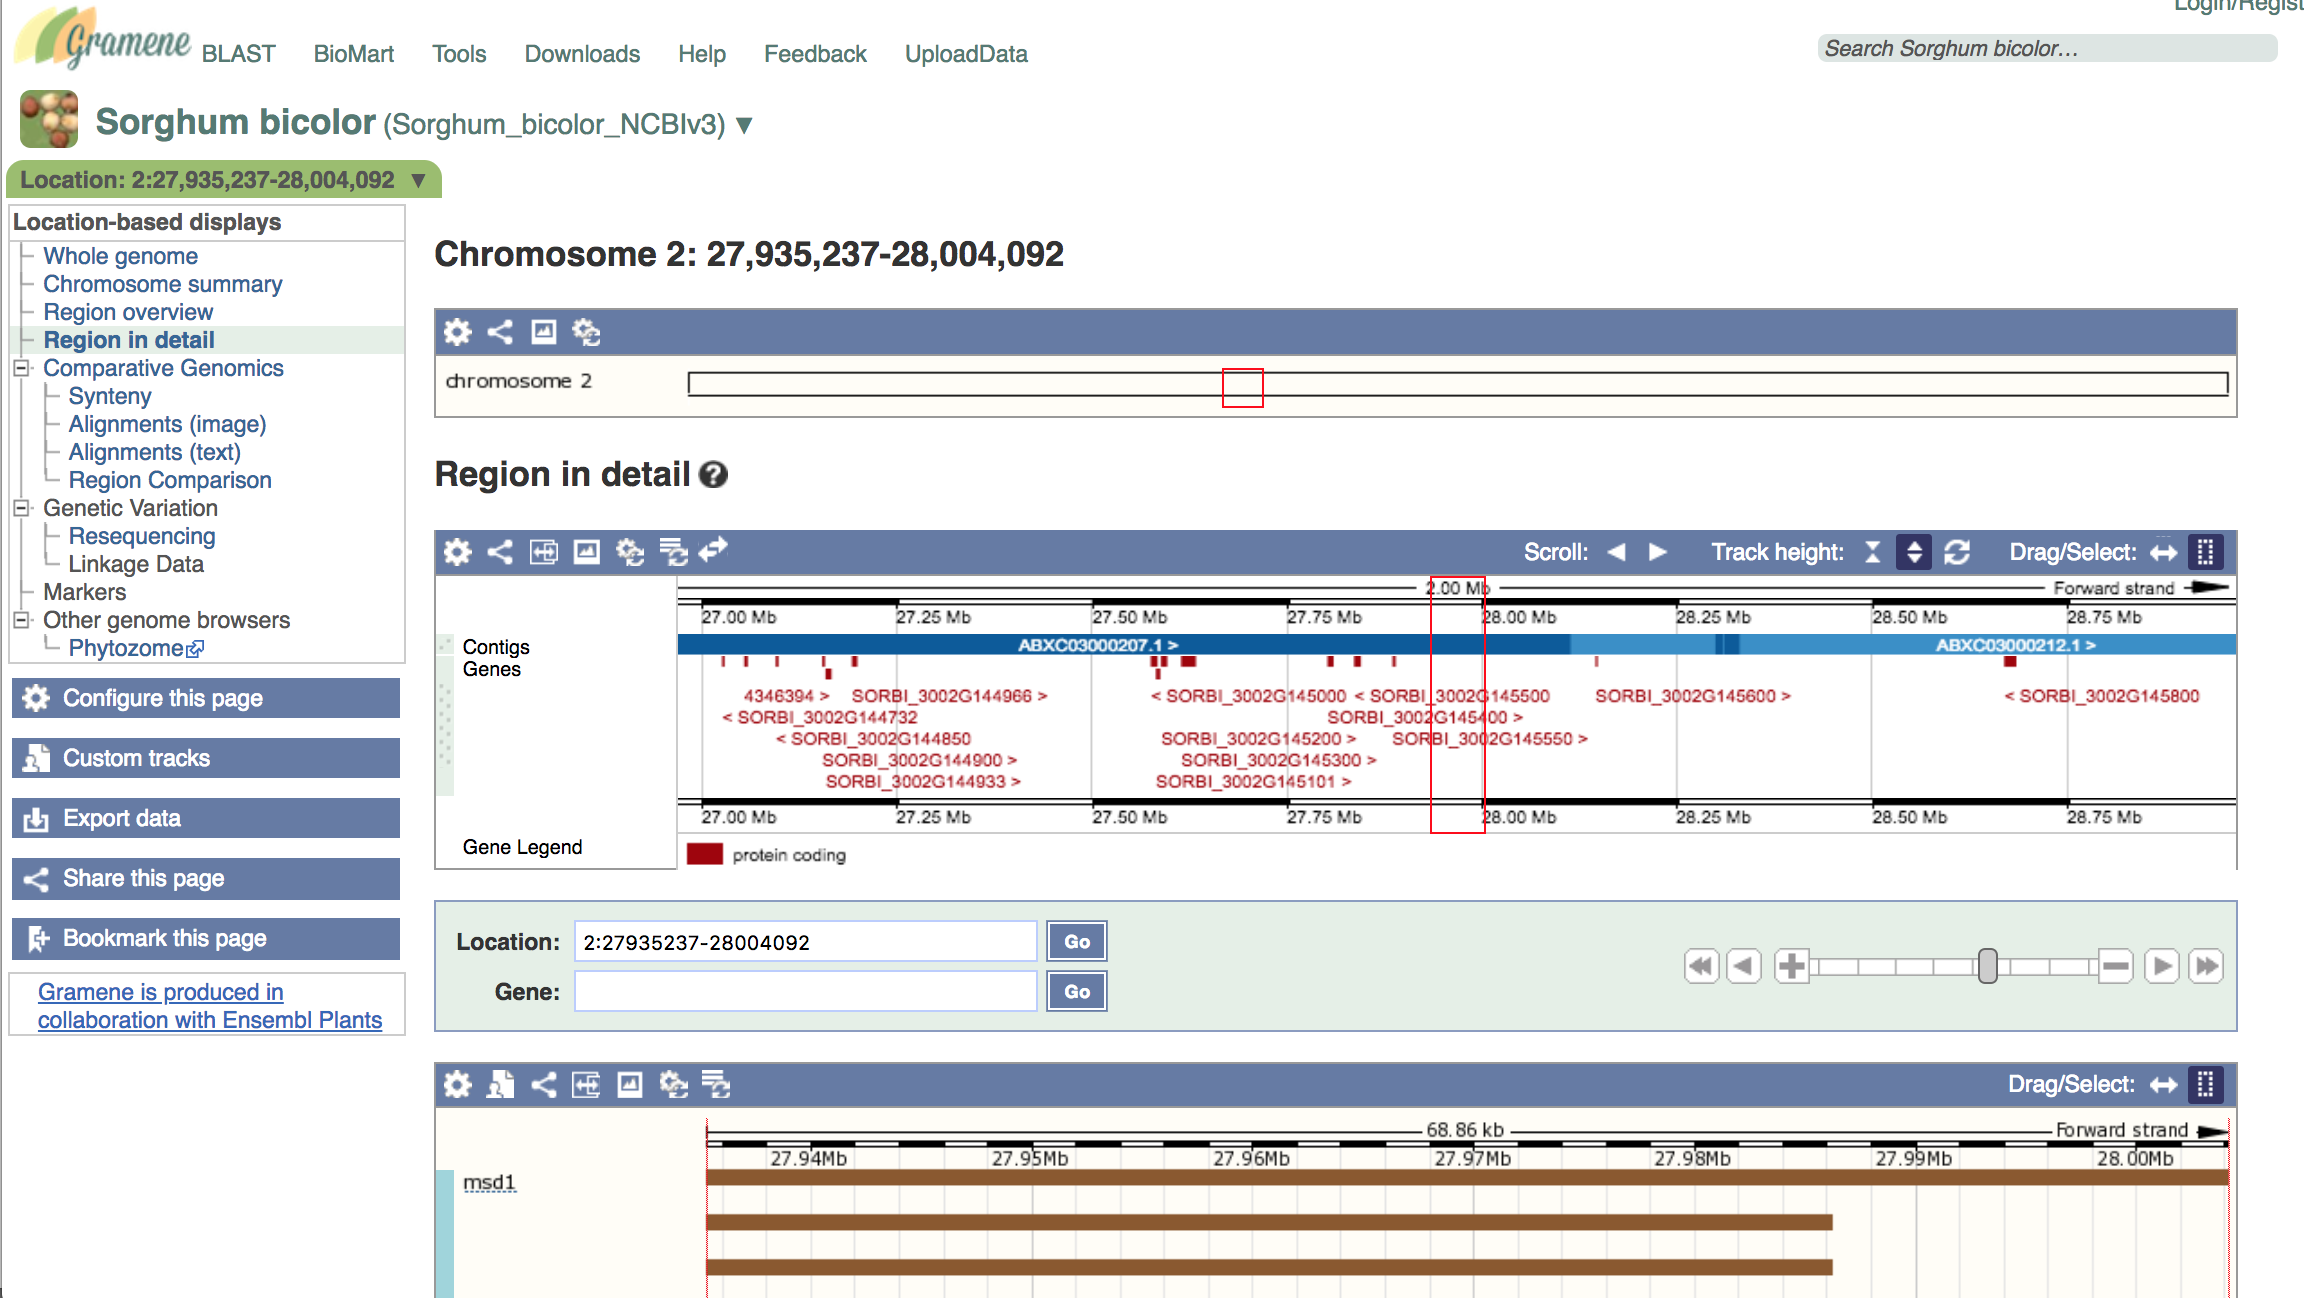 Login/Regist
Gramene BLAST BioMart Tools Downloads Help Feedback UploadData
Search Sorghum bicolor…
Sorghum bicolor (Sorghum_bicolor_NCBIv3) ▼
Location: 2:27,935,237-28,004,092 ▼
Location-based displays
Whole genome
Chromosome summary
Region overview
Region in detail
Comparative Genomics
Synteny
Alignments (image)
Alignments (text)
Region Comparison
Genetic Variation
Resequencing
Linkage Data
Markers
Other genome browsers
Phytozome
Configure this page
Custom tracks
Export data
Share this page
Bookmark this page
Gramene is produced in
collaboration with Ensembl Plants
Chromosome 2: 27,935,237-28,004,092
chromosome 2
Region in detail
Scroll: Track height: Drag/Select:
2.00 Mb Forward strand
27.00 Mb 27.25 Mb 27.50 Mb 27.75 Mb 28.00 Mb 28.25 Mb 28.50 Mb 28.75 Mb
Contigs ABXC03000207.1 > ABXC03000212.1 >
Genes
4346394 > SORBI_3002G144966 > < SORBI_3002G145000 < SORBI_3002G145500 SORBI_3002G145600 > < SORBI_3002G145800
< SORBI_3002G144732 SORBI_3002G145400 >
< SORBI_3002G144850 SORBI_3002G145200 > SORBI_3002G145550 >
SORBI_3002G144900 > SORBI_3002G145300 >
SORBI_3002G144933 > SORBI_3002G145101 >
27.00 Mb 27.25 Mb 27.50 Mb 27.75 Mb 28.00 Mb 28.25 Mb 28.50 Mb 28.75 Mb
Gene Legend protein coding
Location: 2:27935237-28004092 Go
Gene: Go
Drag/Select:
68.86 kb Forward strand
27.94Mb 27.95Mb 27.96Mb 27.97Mb 27.98Mb 27.99Mb 28.00Mb
msd1